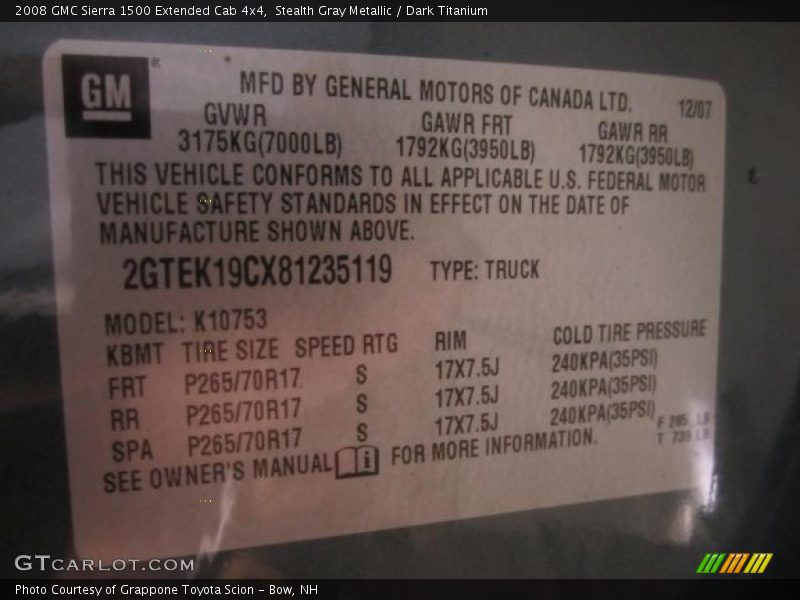 2008 GMC Sierra 1500 Extended Cab 4x4, Stealth Gray Metallic / Dark Titanium
GM
MFD BY GENERAL MOTORS OF CANADA LTD. 12/07
GVWR GAWR FRT GAWR RR
3175KG(7000LB) 1792KG(3950LB) 1792KG(3950LB)
THIS VEHICLE CONFORMS TO ALL APPLICABLE U.S. FEDERAL MOTOR
VEHICLE SAFETY STANDARDS IN EFFECT ON THE DATE OF
MANUFACTURE SHOWN ABOVE.
2GTEK19CX81235119 TYPE: TRUCK
MODEL: K10753
KBMT TIRE SIZE SPEED RTG RIM COLD TIRE PRESSURE
FRT P265/70R17 S 17X7.5J 240KPA(35PSI)
RR P265/70R17 S 17X7.5J 240KPA(35PSI)
SPA P265/70R17 S 17X7.5J 240KPA(35PSI)
F 285 LB
T 739 LB
SEE OWNER'S MANUAL i FOR MORE INFORMATION.
GTCARLOT.COM
Photo Courtesy of Grappone Toyota Scion - Bow, NH